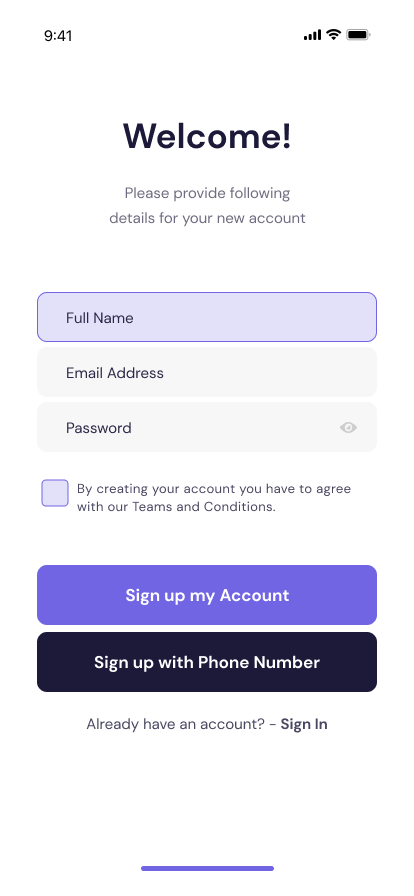 9:41
Welcome!
Please provide following
details for your new account
Full Name
Email Address
Password
By creating your account you have to agree
with our Teams and Conditions.
Sign up my Account
Sign up with Phone Number
Already have an account? - Sign In